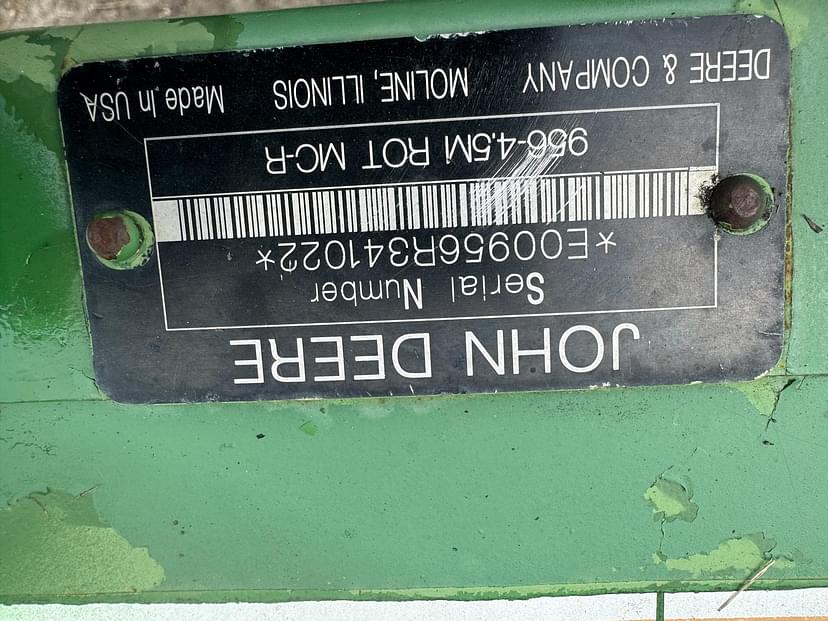 JOHN DEERE
Serial Number
*E00956R341022*
956-4.5M ROT MC-R
DEERE & COMPANY MOLINE, ILLINOIS Made in USA